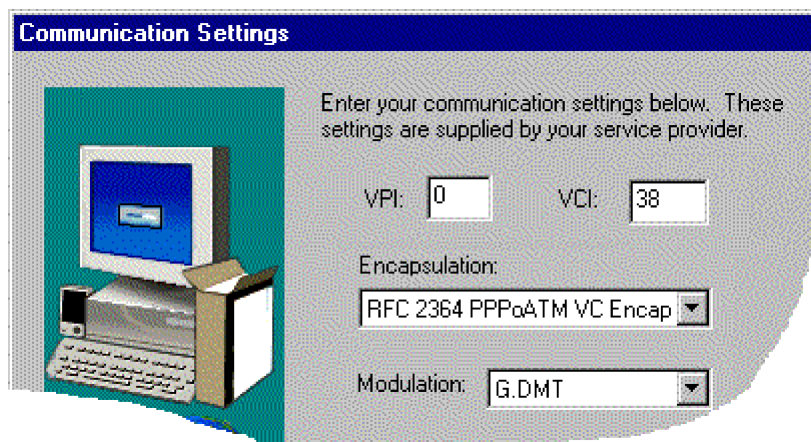 Communication Settings
Enter your communication settings below. These
settings are supplied by your service provider.
VPI: 0 VCI: 38
Encapsulation:
RFC 2364 PPPoATM VC Encap
Modulation: G.DMT